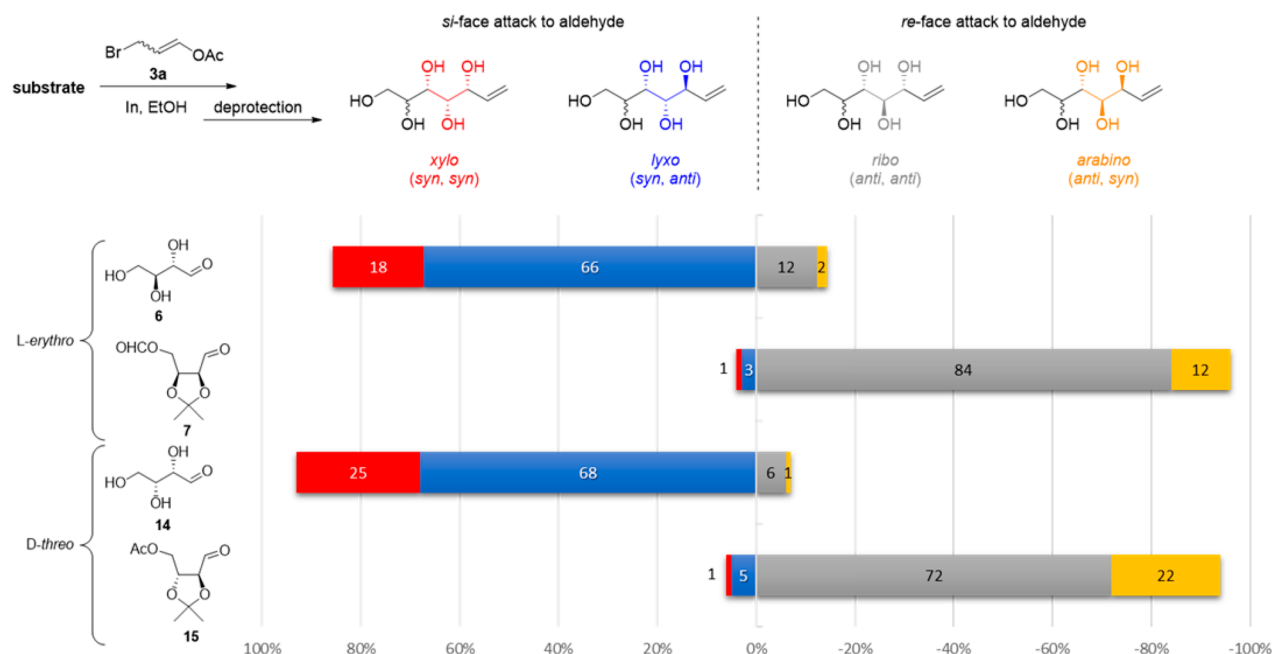 si-face attack to aldehyde
re-face attack to aldehyde
Br
OAc
3a
substrate
In, EtOH
deprotection
OH OH
HO
OH OH
xylo
(syn, syn)
OH OH
HO
OH OH
lyxo
(syn, anti)
OH OH
HO
OH OH
ribo
(anti, anti)
OH OH
HO
OH OH
arabino
(anti, syn)
L-erythro
OH
HO
O
OH
6
18 66 12 2
OHCO
O
O O
7
1 3 84 12
D-threo
OH
HO
O
OH
14
25 68 6 1
AcO
O
O O
15
1 5 72 22
100% 80% 60% 40% 20% 0% -20% -40% -60% -80% -100%